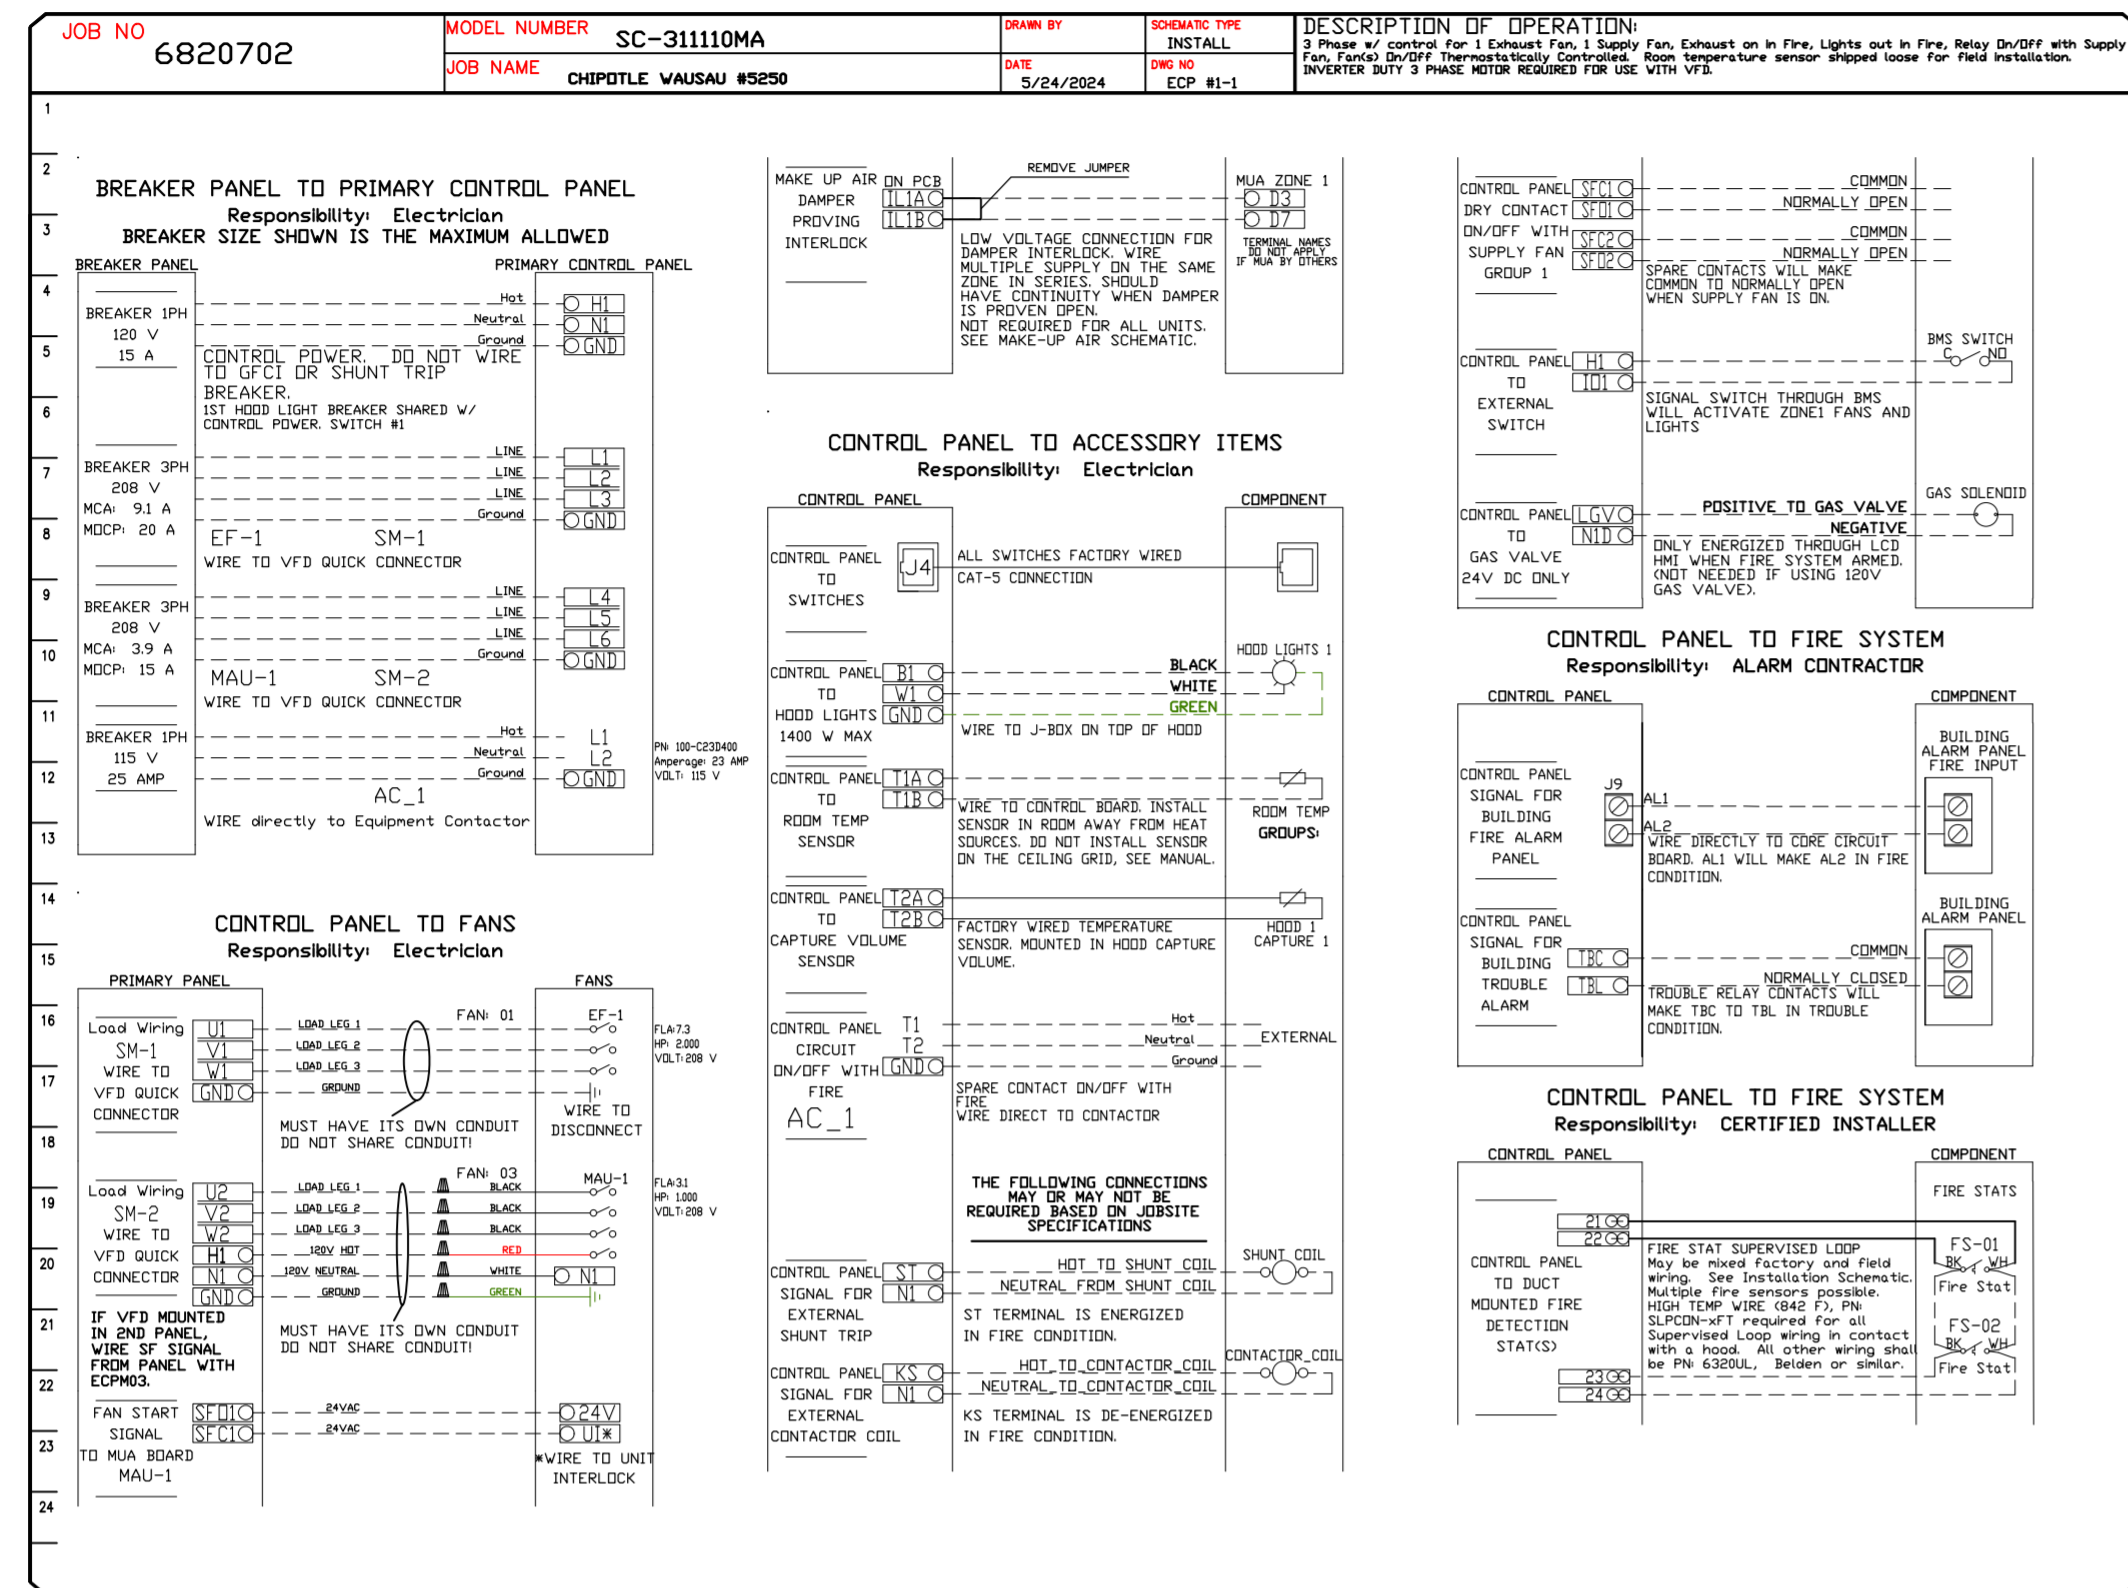 JOB NO
6820702
MODEL NUMBER
SC-311110MA
JOB NAME
CHIPOTLE WAUSAU #5250
DRAWN BY
DATE
5/24/2024
SCHEMATIC TYPE
INSTALL
DWG NO
ECP #1-1
DESCRIPTION OF OPERATION:
3 Phase w/ control for 1 Exhaust Fan, 1 Supply Fan, Exhaust on in Fire, Lights out in Fire, Relay On/Off with Supply
Fan, Fan(s) On/Off Thermostatically Controlled. Room temperature sensor shipped loose for field installation.
INVERTER DUTY 3 PHASE MOTOR REQUIRED FOR USE WITH VFD.
1
2
3
4
5
6
7
8
9
10
11
12
13
14
15
16
17
18
19
20
21
22
23
24
BREAKER PANEL TO PRIMARY CONTROL PANEL
Responsibility: Electrician
BREAKER SIZE SHOWN IS THE MAXIMUM ALLOWED
BREAKER PANEL
PRIMARY CONTROL PANEL
BREAKER 1PH
120 V
15 A
Hot
H1
Neutral
N1
Ground
GND
CONTROL POWER. DO NOT WIRE
TO GFCI OR SHUNT TRIP
BREAKER.
1ST HOOD LIGHT BREAKER SHARED W/
CONTROL POWER. SWITCH #1
BREAKER 3PH
208 V
MCA: 9.1 A
MOCP: 20 A
LINE
L1
LINE
L2
LINE
L3
Ground
GND
EF-1 SM-1
WIRE TO VFD QUICK CONNECTOR
BREAKER 3PH
208 V
MCA: 3.9 A
MOCP: 15 A
LINE
L4
LINE
L5
LINE
L6
Ground
GND
MAU-1 SM-2
WIRE TO VFD QUICK CONNECTOR
BREAKER 1PH
115 V
25 AMP
Hot
L1
Neutral
L2
Ground
GND
PN: 100-C23D400
Amperage: 23 AMP
VOLT: 115 V
AC_1
WIRE directly to Equipment Contactor
CONTROL PANEL TO FANS
Responsibility: Electrician
PRIMARY PANEL
FANS
Load Wiring
SM-1
WIRE TO
VFD QUICK
CONNECTOR
U1
V1
W1
GND
LOAD LEG 1
LOAD LEG 2
LOAD LEG 3
GROUND
FAN: 01
EF-1
FLA:7.3
HP: 2.000
VOLT:208 V
WIRE TO
DISCONNECT
MUST HAVE ITS OWN CONDUIT
DO NOT SHARE CONDUIT!
Load Wiring
SM-2
WIRE TO
VFD QUICK
CONNECTOR
U2
V2
W2
H1
N1
GND
LOAD LEG 1
LOAD LEG 2
LOAD LEG 3
120V HOT
120V NEUTRAL
GROUND
FAN: 03
BLACK
BLACK
BLACK
RED
WHITE
GREEN
MAU-1
N1
FLA:3.1
HP: 1.000
VOLT:208 V
IF VFD MOUNTED
IN 2ND PANEL,
WIRE SF SIGNAL
FROM PANEL WITH
ECPM03.
MUST HAVE ITS OWN CONDUIT
DO NOT SHARE CONDUIT!
FAN START
SIGNAL
TO MUA BOARD
MAU-1
SFO1
SFC1
24VAC
24VAC
24V
UI*
*WIRE TO UNIT
INTERLOCK
MAKE UP AIR
DAMPER
PROVING
INTERLOCK
ON PCB
IL1A
IL1B
REMOVE JUMPER
MUA ZONE 1
D3
D7
TERMINAL NAMES
DO NOT APPLY
IF MUA BY OTHERS
LOW VOLTAGE CONNECTION FOR
DAMPER INTERLOCK. WIRE
MULTIPLE SUPPLY ON THE SAME
ZONE IN SERIES. SHOULD
HAVE CONTINUITY WHEN DAMPER
IS PROVEN OPEN.
NOT REQUIRED FOR ALL UNITS.
SEE MAKE-UP AIR SCHEMATIC.
CONTROL PANEL TO ACCESSORY ITEMS
Responsibility: Electrician
CONTROL PANEL
COMPONENT
CONTROL PANEL
TO
SWITCHES
J4
ALL SWITCHES FACTORY WIRED
CAT-5 CONNECTION
CONTROL PANEL
TO
HOOD LIGHTS
1400 W MAX
B1
W1
GND
BLACK
WHITE
GREEN
HOOD LIGHTS 1
WIRE TO J-BOX ON TOP OF HOOD
CONTROL PANEL
TO
ROOM TEMP
SENSOR
T1A
T1B
WIRE TO CONTROL BOARD. INSTALL
SENSOR IN ROOM AWAY FROM HEAT
SOURCES. DO NOT INSTALL SENSOR
ON THE CEILING GRID, SEE MANUAL.
ROOM TEMP
GROUPS:
CONTROL PANEL
TO
CAPTURE VOLUME
SENSOR
T2A
T2B
FACTORY WIRED TEMPERATURE
SENSOR. MOUNTED IN HOOD CAPTURE
VOLUME.
HOOD 1
CAPTURE 1
CONTROL PANEL
CIRCUIT
ON/OFF WITH
FIRE
AC_1
T1
T2
GND
Hot
Neutral
Ground
EXTERNAL
SPARE CONTACT ON/OFF WITH
FIRE
WIRE DIRECT TO CONTACTOR
THE FOLLOWING CONNECTIONS
MAY OR MAY NOT BE
REQUIRED BASED ON JOBSITE
SPECIFICATIONS
CONTROL PANEL
SIGNAL FOR
EXTERNAL
SHUNT TRIP
ST
N1
HOT TO SHUNT COIL
NEUTRAL FROM SHUNT COIL
SHUNT COIL
ST TERMINAL IS ENERGIZED
IN FIRE CONDITION.
CONTROL PANEL
SIGNAL FOR
EXTERNAL
CONTACTOR COIL
KS
N1
HOT TO CONTACTOR COIL
NEUTRAL TO CONTACTOR COIL
CONTACTOR COIL
KS TERMINAL IS DE-ENERGIZED
IN FIRE CONDITION.
CONTROL PANEL
DRY CONTACT
ON/OFF WITH
SUPPLY FAN
GROUP 1
SFC1
SFO1
SFC2
SFO2
COMMON
NORMALLY OPEN
COMMON
NORMALLY OPEN
SPARE CONTACTS WILL MAKE
COMMON TO NORMALLY OPEN
WHEN SUPPLY FAN IS ON.
CONTROL PANEL
TO
EXTERNAL
SWITCH
H1
IO1
BMS SWITCH
C NO
SIGNAL SWITCH THROUGH BMS
WILL ACTIVATE ZONE1 FANS AND
LIGHTS
CONTROL PANEL
TO
GAS VALVE
24V DC ONLY
LGV
N1D
POSITIVE TO GAS VALVE
NEGATIVE
GAS SOLENOID
ONLY ENERGIZED THROUGH LCD
HMI WHEN FIRE SYSTEM ARMED.
(NOT NEEDED IF USING 120V
GAS VALVE).
CONTROL PANEL TO FIRE SYSTEM
Responsibility: ALARM CONTRACTOR
CONTROL PANEL
COMPONENT
CONTROL PANEL
SIGNAL FOR
BUILDING
FIRE ALARM
PANEL
J9
AL1
AL2
WIRE DIRECTLY TO CORE CIRCUIT
BOARD. AL1 WILL MAKE AL2 IN FIRE
CONDITION.
BUILDING
ALARM PANEL
FIRE INPUT
CONTROL PANEL
SIGNAL FOR
BUILDING
TROUBLE
ALARM
TBC
TBL
COMMON
NORMALLY CLOSED
TROUBLE RELAY CONTACTS WILL
MAKE TBC TO TBL IN TROUBLE
CONDITION.
BUILDING
ALARM PANEL
CONTROL PANEL TO FIRE SYSTEM
Responsibility: CERTIFIED INSTALLER
CONTROL PANEL
COMPONENT
FIRE STATS
CONTROL PANEL
TO DUCT
MOUNTED FIRE
DETECTION
STAT(S)
21
22
23
24
FIRE STAT SUPERVISED LOOP
May be mixed factory and field
wiring. See Installation Schematic.
Multiple fire sensors possible.
HIGH TEMP WIRE (842 F), PN:
SLPCON-xFT required for all
Supervised Loop wiring in contact
with a hood. All other wiring shall
be PN: 6320UL, Belden or similar.
FS-01
BK WH
Fire Stat
FS-02
BK WH
Fire Stat